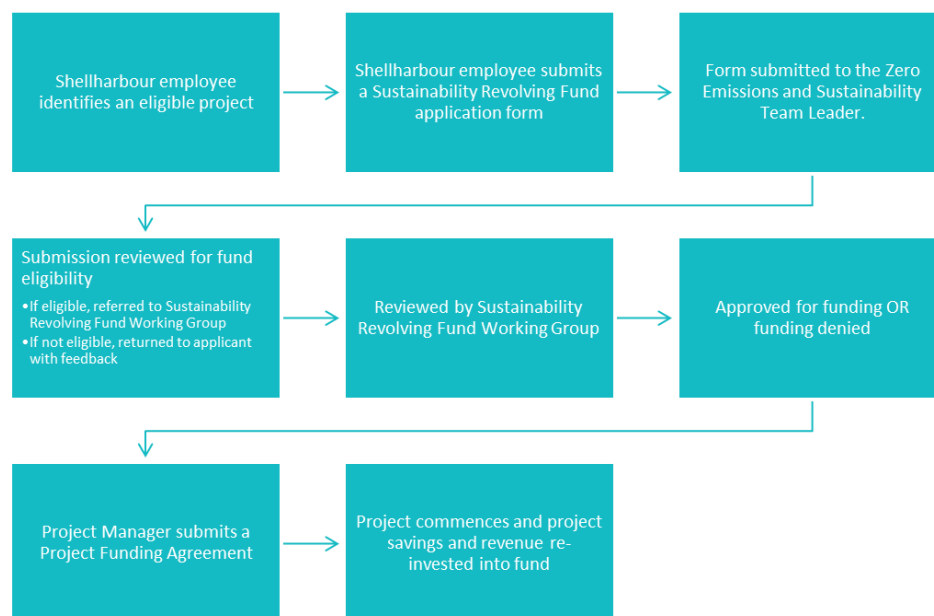 Shellharbour employee
identifies an eligible project
Shellharbour employee submits
a Sustainability Revolving Fund
application form
Form submitted to the Zero
Emissions and Sustainability
Team Leader.
Submission reviewed for fund
eligibility
•If eligible, referred to Sustainability
Revolving Fund Working Group
•If not eligible, returned to applicant
with feedback
Reviewed by Sustainability
Revolving Fund Working Group
Approved for funding OR
funding denied
Project Manager submits a
Project Funding Agreement
Project commences and project
savings and revenue re-
invested into fund